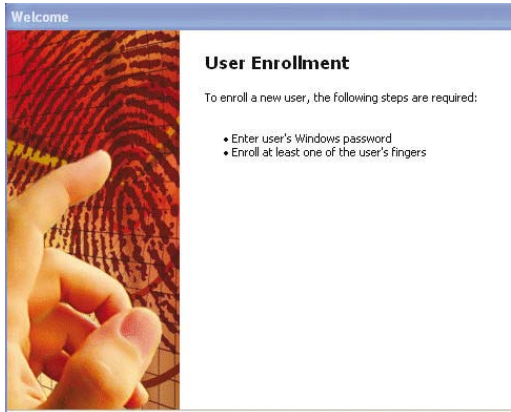 Welcome
User Enrollment
To enroll a new user, the following steps are required:
• Enter user's Windows password
• Enroll at least one of the user's fingers